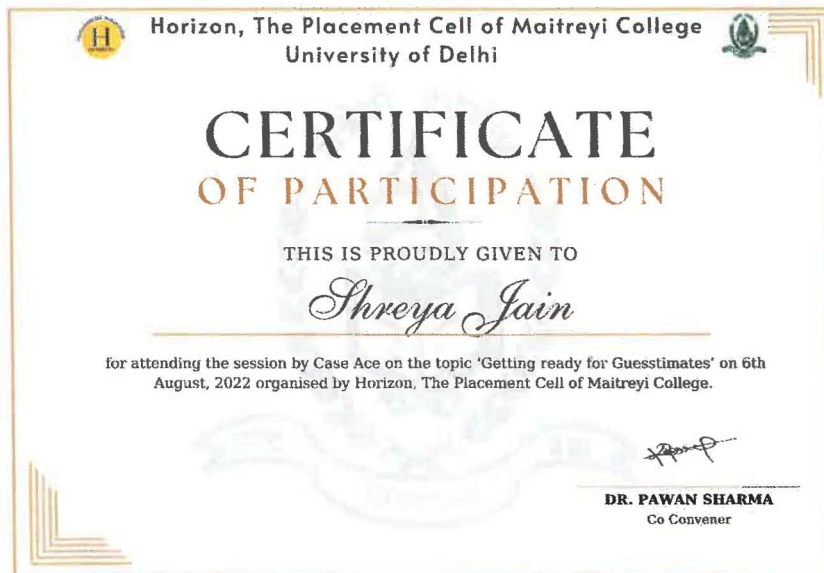 Horizon, The Placement Cell of Maitreyi College
University of Delhi
H
CERTIFICATE
OF PARTICIPATION
THIS IS PROUDLY GIVEN TO
Shreya Jain
for attending the session by Case Ace on the topic 'Getting ready for Guesstimates' on 6th
August, 2022 organised by Horizon, The Placement Cell of Maitreyi College.
DR. PAWAN SHARMA
Co Convener